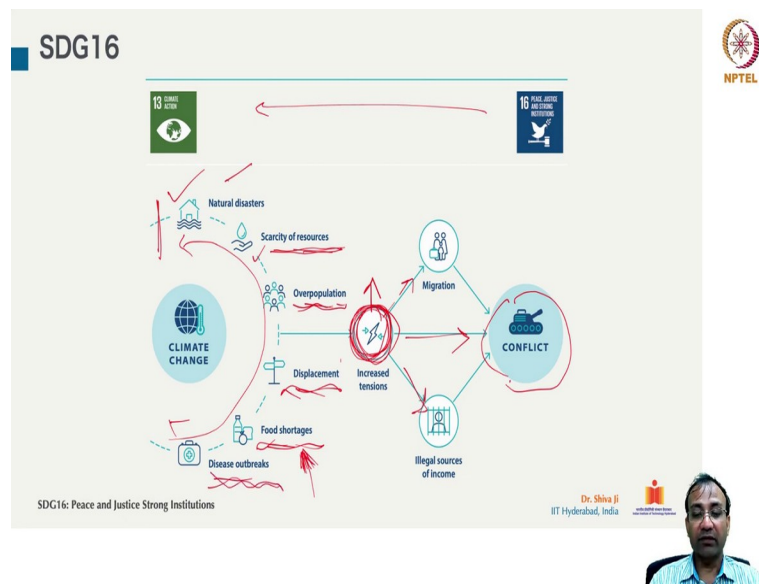 SDG16
NPTEL
13 CLIMATE
ACTION
16 PEACE, JUSTICE
AND STRONG
INSTITUTIONS
Natural disasters
Scarcity of resources
Overpopulation
Migration
CLIMATE
CHANGE
CONFLICT
Displacement
Increased
tensions
Food shortages
Disease outbreaks
Illegal sources
of income
SDG16: Peace and Justice Strong Institutions
Dr. Shiva Ji
IIT Hyderabad, India